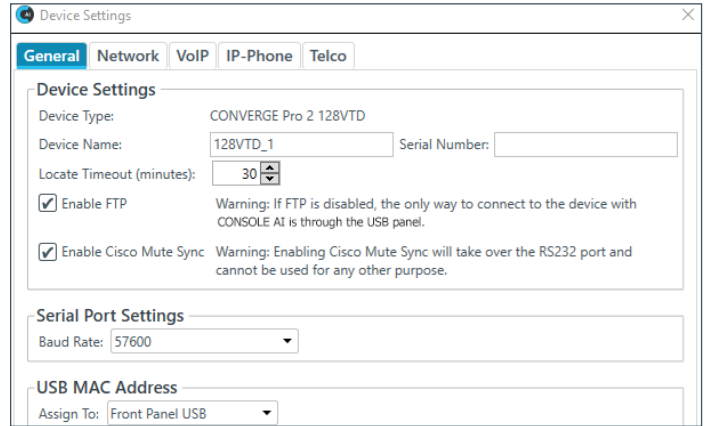 Device Settings
General Network VoIP IP-Phone Telco
Device Settings
Device Type: CONVERGE Pro 2 128VTD
Device Name: 128VTD_1 Serial Number:
Locate Timeout (minutes): 30
Enable FTP Warning: If FTP is disabled, the only way to connect to the device with
CONSOLE AI is through the USB panel.
Enable Cisco Mute Sync Warning: Enabling Cisco Mute Sync will take over the RS232 port and
cannot be used for any other purpose.
Serial Port Settings
Baud Rate: 57600
USB MAC Address
Assign To: Front Panel USB